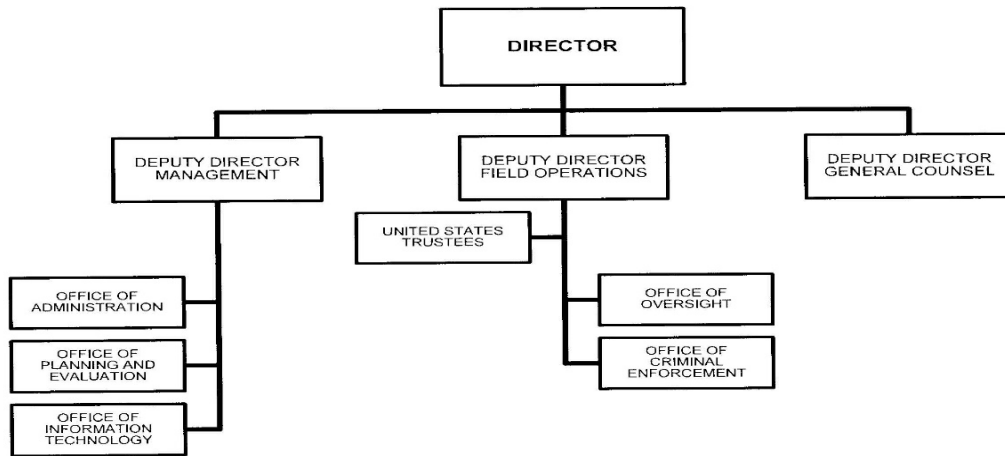 DIRECTOR
DEPUTY DIRECTOR
MANAGEMENT
DEPUTY DIRECTOR
FIELD OPERATIONS
DEPUTY DIRECTOR
GENERAL COUNSEL
UNITED STATES
TRUSTEES
OFFICE OF
ADMINISTRATION
OFFICE OF
PLANNING AND
EVALUATION
OFFICE OF
INFORMATION
TECHNOLOGY
OFFICE OF
OVERSIGHT
OFFICE OF
CRIMINAL
ENFORCEMENT